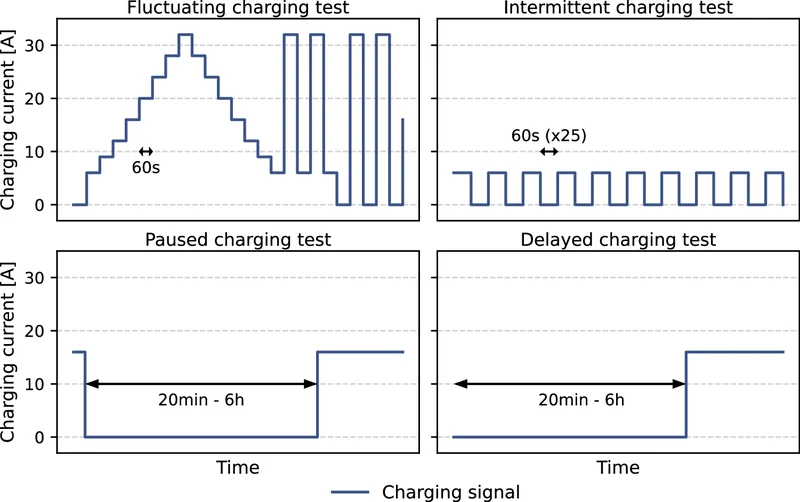 Fluctuating charging test
Intermittent charging test
Charging current [A]
30
20
10
0
60s
60s (x25)
Paused charging test
Delayed charging test
Charging current [A]
30
20
10
0
20min - 6h
20min - 6h
Time
Time
Charging signal